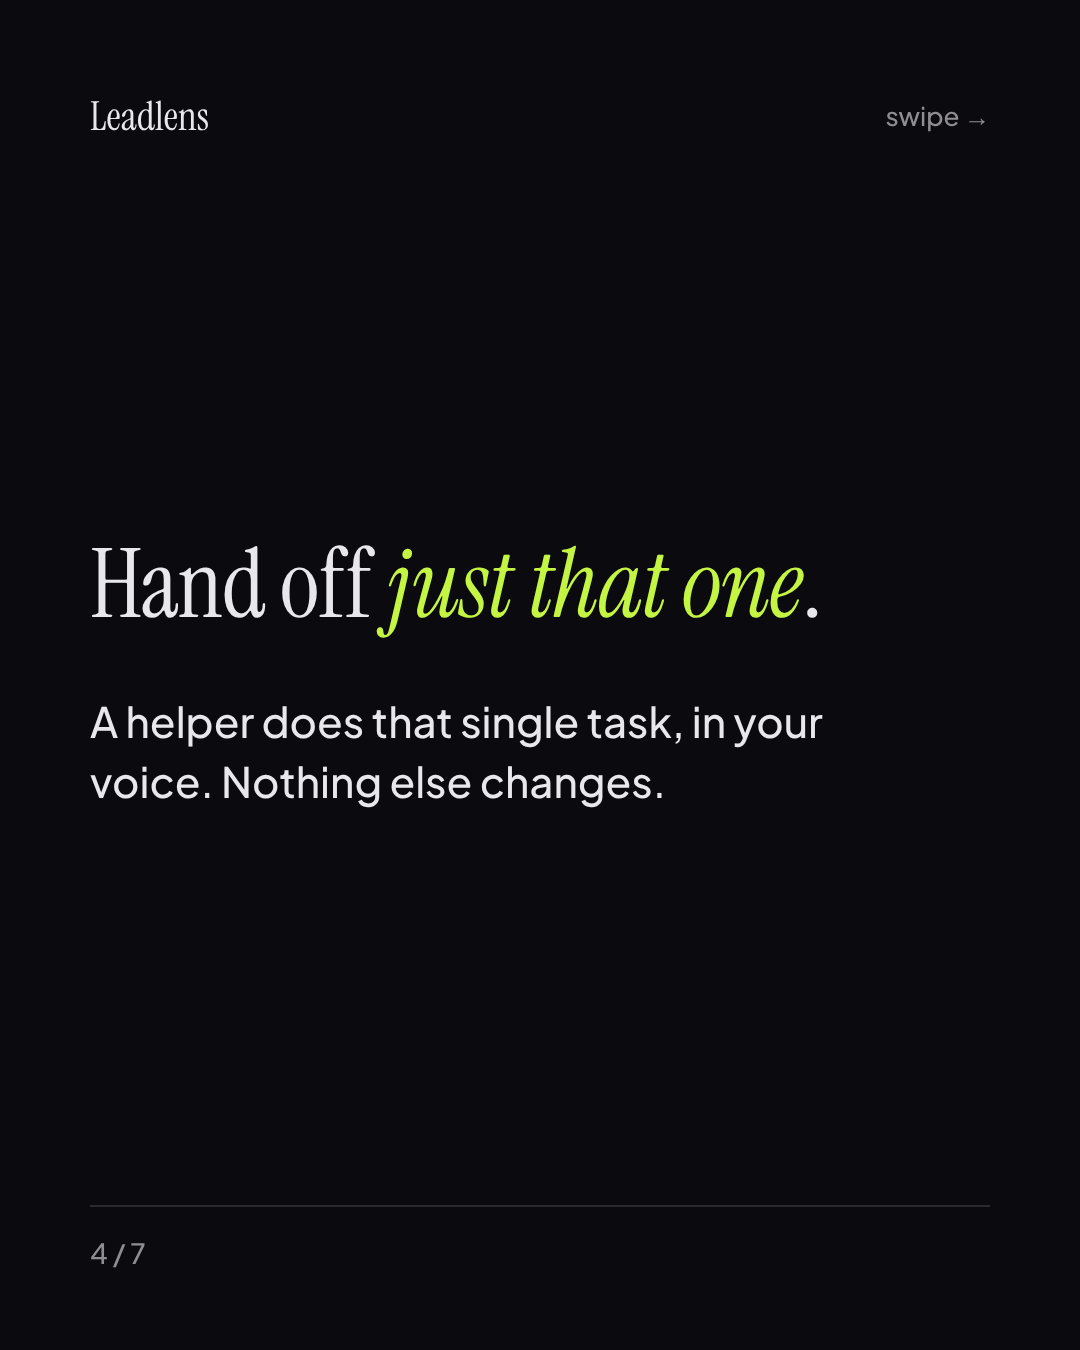 Leadlens
swipe →
Hand off just that one.
A helper does that single task, in your
voice. Nothing else changes.
4 / 7